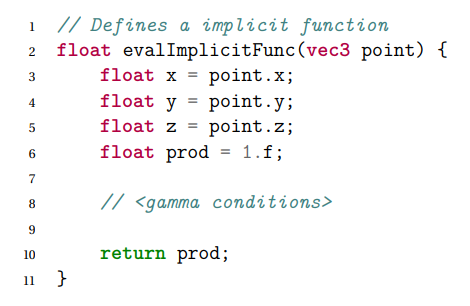 1 // Defines a implicit function
2 float evalImplicitFunc(vec3 point) {
3     float x = point.x;
4     float y = point.y;
5     float z = point.z;
6     float prod = 1.f;
7
8     // <gamma conditions>
9
10     return prod;
11 }